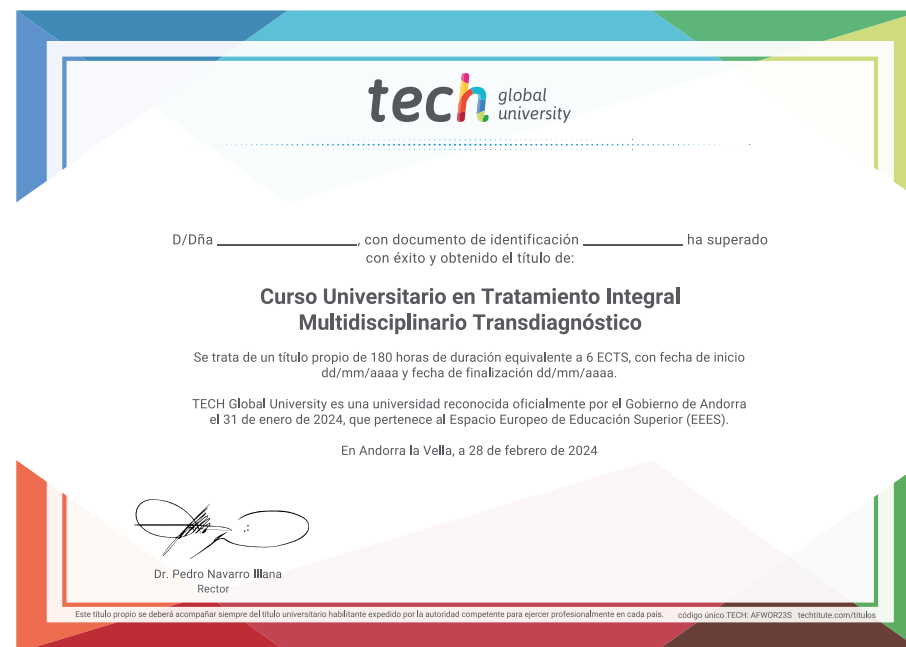 tech global university
D/Dña ____________________, con documento de identificación ______________ ha superado
con éxito y obtenido el título de:
Curso Universitario en Tratamiento Integral
Multidisciplinario Transdiagnóstico
Se trata de un título propio de 180 horas de duración equivalente a 6 ECTS, con fecha de inicio
dd/mm/aaaa y fecha de finalización dd/mm/aaaa.
TECH Global University es una universidad reconocida oficialmente por el Gobierno de Andorra
el 31 de enero de 2024, que pertenece al Espacio Europeo de Educación Superior (EEES).
En Andorra la Vella, a 28 de febrero de 2024
Dr. Pedro Navarro Illana
Rector
Este título propio se deberá acompañar siempre del título universitario habilitante expedido por la autoridad competente para ejercer profesionalmente en cada país. código único TECH: AFWOR23S techtitute.com/titulos